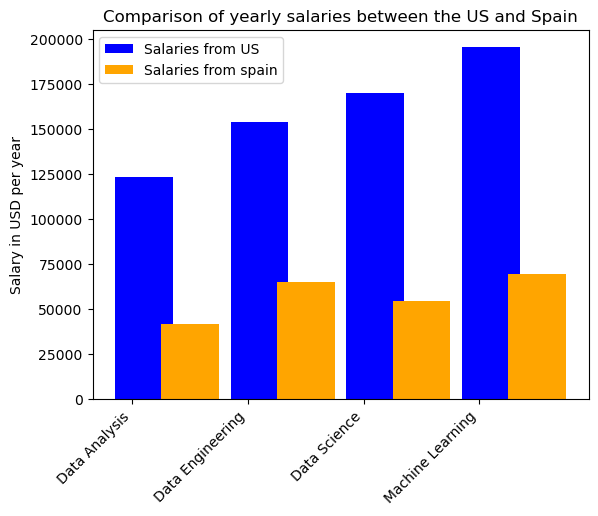 Comparison of yearly salaries between the US and Spain
Salaries from US
Salaries from spain
Salary in USD per year
200000
175000
150000
125000
100000
75000
50000
25000
0
Data Analysis
Data Engineering
Data Science
Machine Learning